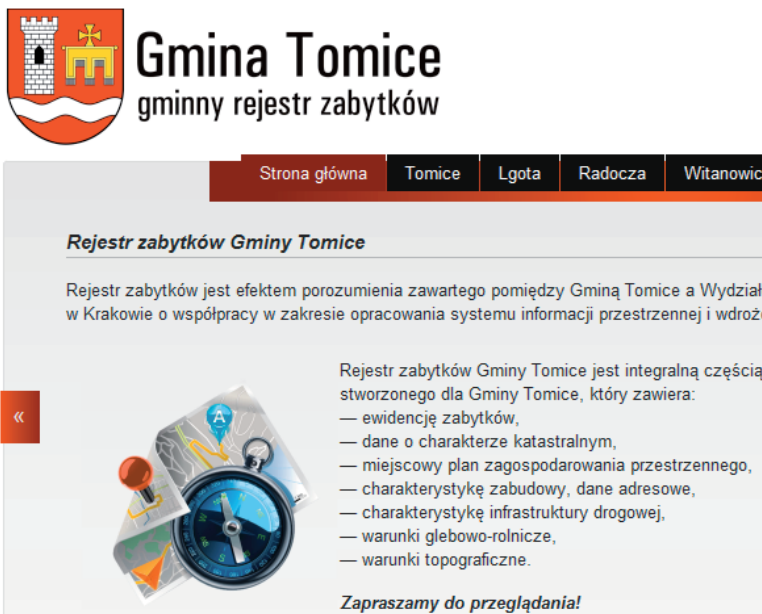 Gmina Tomice
gminny rejestr zabytków
Strona główna Tomice Lgota Radocza Witanowic
Rejestr zabytków Gminy Tomice
Rejestr zabytków jest efektem porozumienia zawartego pomiędzy Gminą Tomice a Wydział
w Krakowie o współpracy w zakresie opracowania systemu informacji przestrzennej i wdroż
Rejestr zabytków Gminy Tomice jest integralną częścią
stworzonego dla Gminy Tomice, który zawiera:
— ewidencję zabytków,
— dane o charakterze katastralnym,
— miejscowy plan zagospodarowania przestrzennego,
«
— charakterystykę zabudowy, dane adresowe,
— charakterystykę infrastruktury drogowej,
— warunki glebowo-rolnicze,
— warunki topograficzne.
A
N
E
S
W
Zapraszamy do przeglądania!